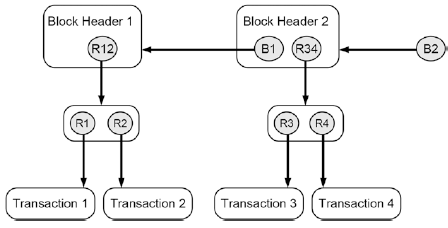 Block Header 1 Block Header 2
R12 B1 R34 B2
R1 R2 R3 R4
Transaction 1 Transaction 2 Transaction 3 Transaction 4